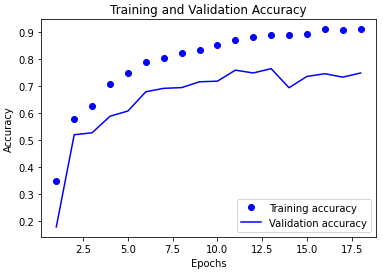 Training and Validation Accuracy
Accuracy
0.9
0.8
0.7
0.6
0.5
0.4
0.3
0.2
Training accuracy
Validation accuracy
2.5 5.0 7.5 10.0 12.5 15.0 17.5
Epochs